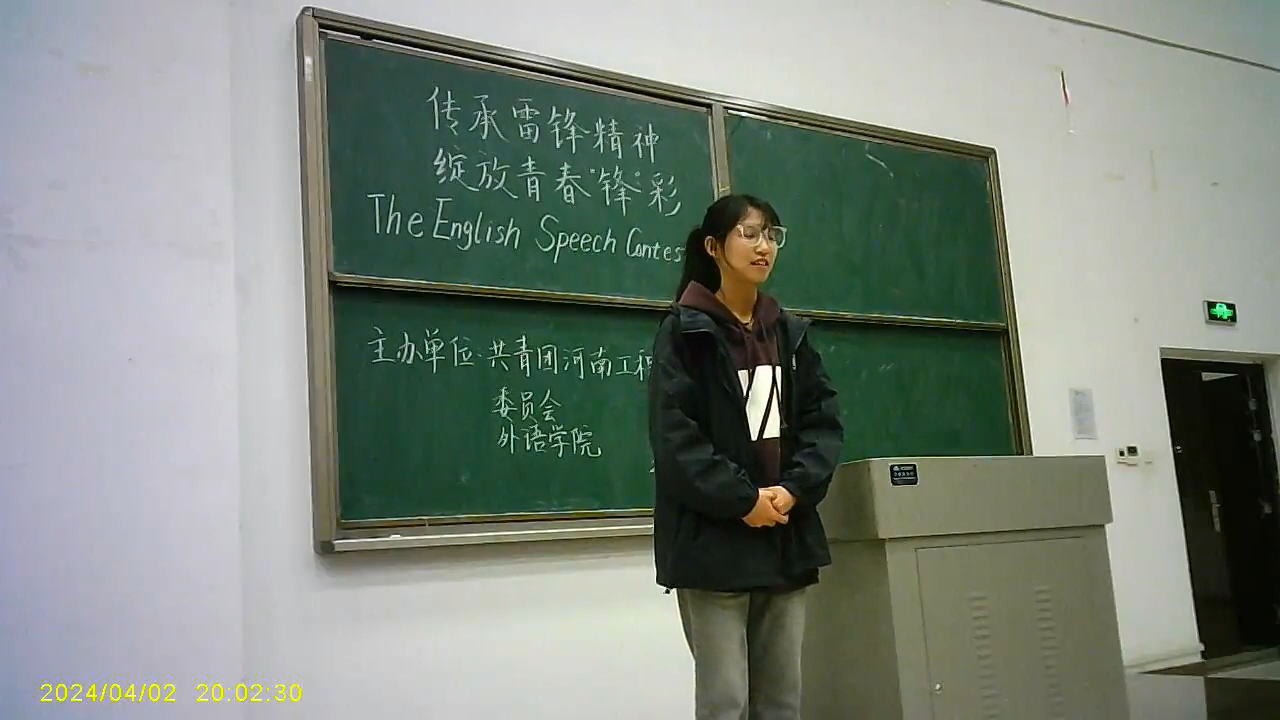 传承雷锋精神
绽放青春"锋"彩
The English Speech Contes
主办单位:共青团河南工程
委员会
外语学院
2024/04/02 20:02:30